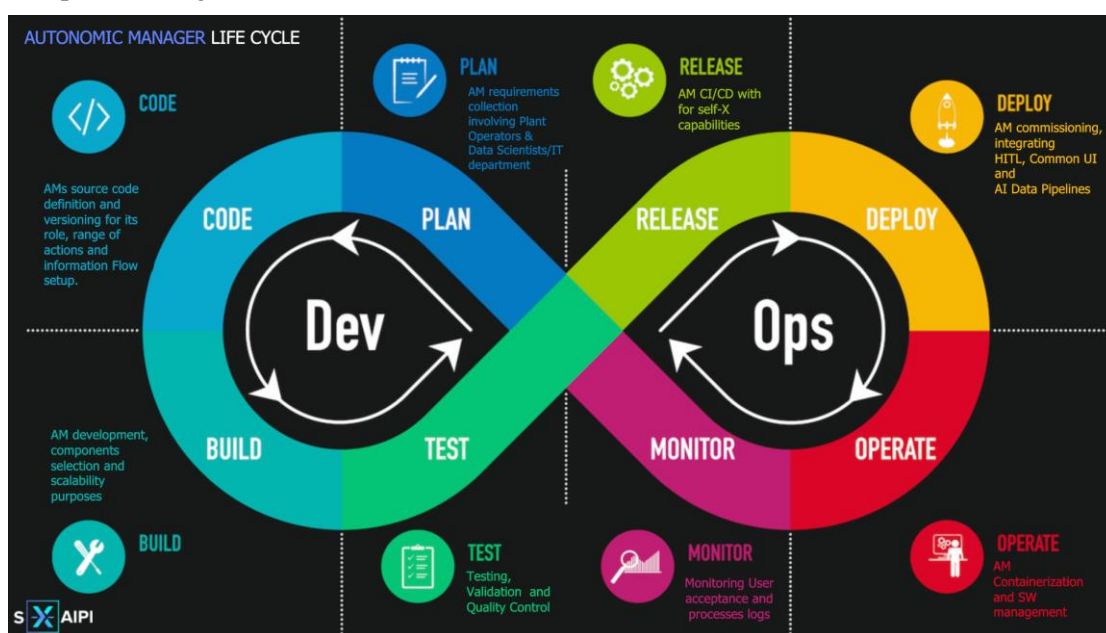 AUTONOMIC MANAGER LIFE CYCLE
CODE
AMs source code
definition and
versioning for its
role, range of
actions and
information Flow
setup.
PLAN
AM requirements
collection
involving Plant
Operators &
Data Scientists/IT
department
RELEASE
AM CI/CD with
for self-X
capabilities
DEPLOY
AM commissioning,
integrating
HITL, Common UI
and
AI Data Pipelines
CODE
PLAN
RELEASE
DEPLOY
Dev
Ops
BUILD
TEST
MONITOR
OPERATE
AM development,
components
selection and
scalability
purposes
BUILD
TEST
Testing,
Validation and
Quality Control
MONITOR
Monitoring User
acceptance and
processes logs
OPERATE
AM
Containerization
and SW
management
S X AIPI